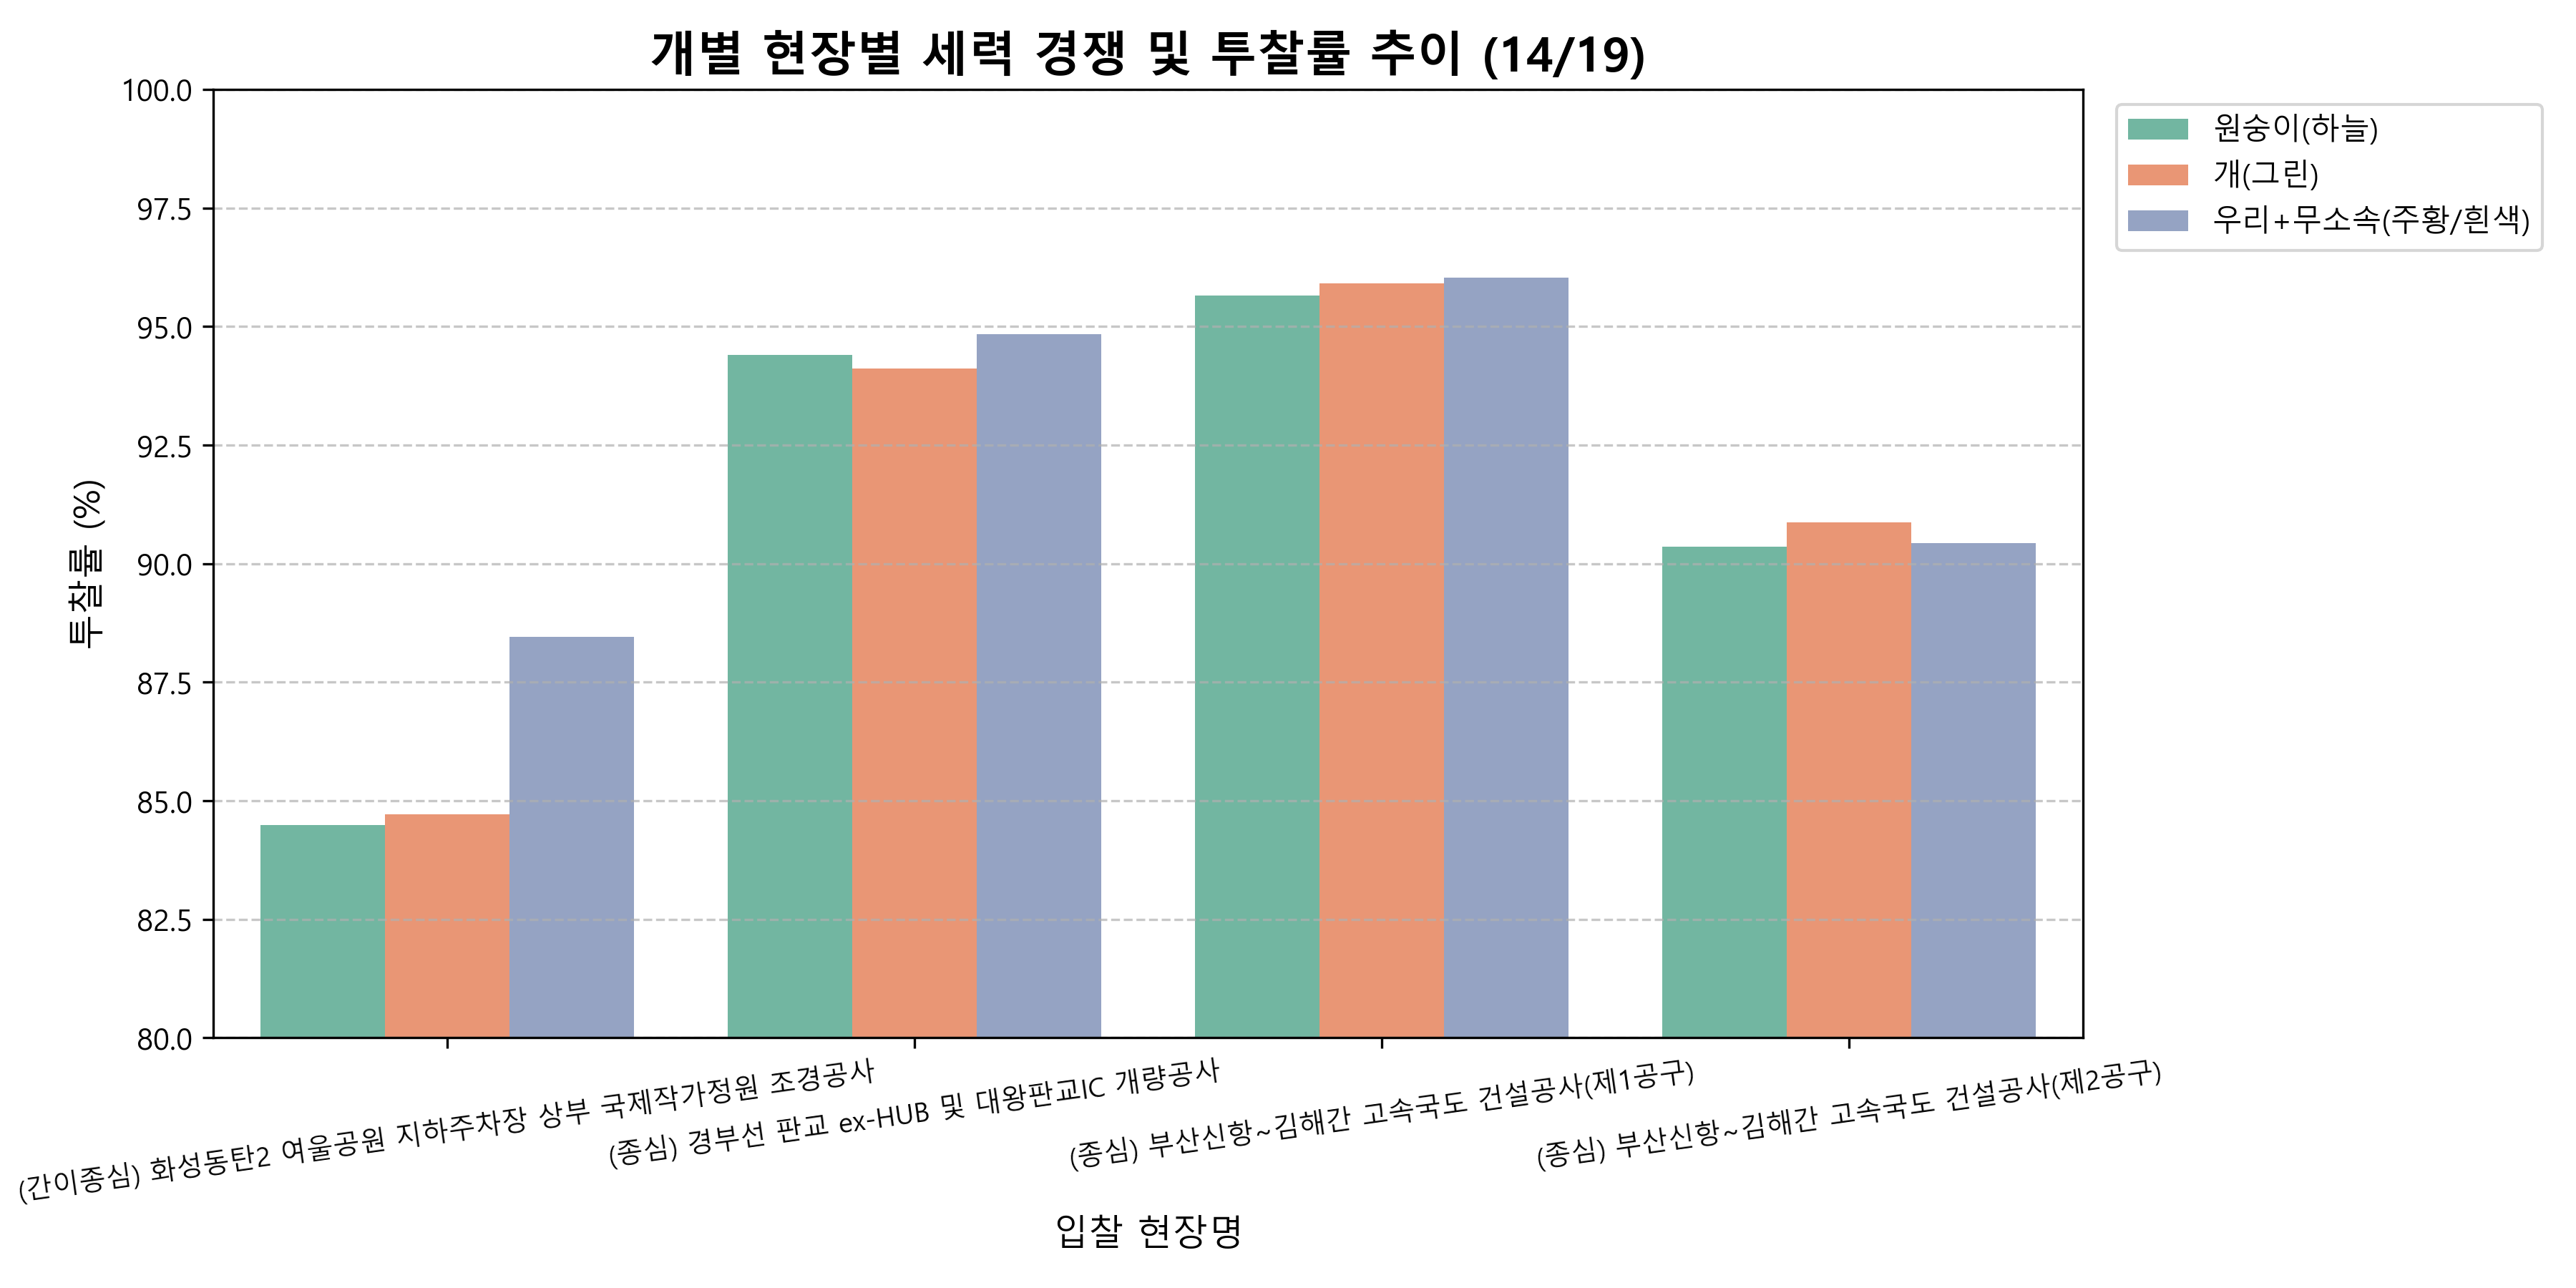 개별 현장별 세력 경쟁 및 투찰률 추이 (14/19)
100.0
97.5
95.0
92.5
90.0
87.5
85.0
82.5
80.0
투찰률 (%)
원숭이(하늘)
개(그린)
우리+무소속(주황/흰색)
(간이종심) 화성동탄2 여울공원 지하주차장 상부 국제작가정원 조경공사
(종심) 경부선 판교 ex-HUB 및 대왕판교IC 개량공사
(종심) 부산신항~김해간 고속국도 건설공사(제1공구)
(종심) 부산신항~김해간 고속국도 건설공사(제2공구)
입찰 현장명